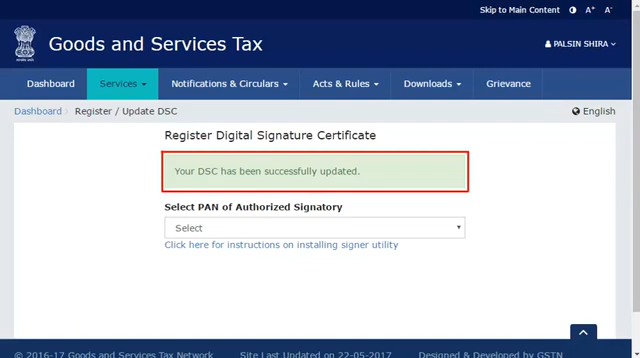 Skip to Main Content A+ A-
Goods and Services Tax PALSIN SHIRA
Dashboard Services Notifications & Circulars Acts & Rules Downloads Grievance
Dashboard / Register / Update DSC English
Register Digital Signature Certificate
Your DSC has been successfully updated.
Select PAN of Authorized Signatory
Select
Click here for instructions on installing signer utility
© 2016-17 Goods and Services Tax Network Site Last Updated on 22-05-2017 Designed & Developed by GSTN